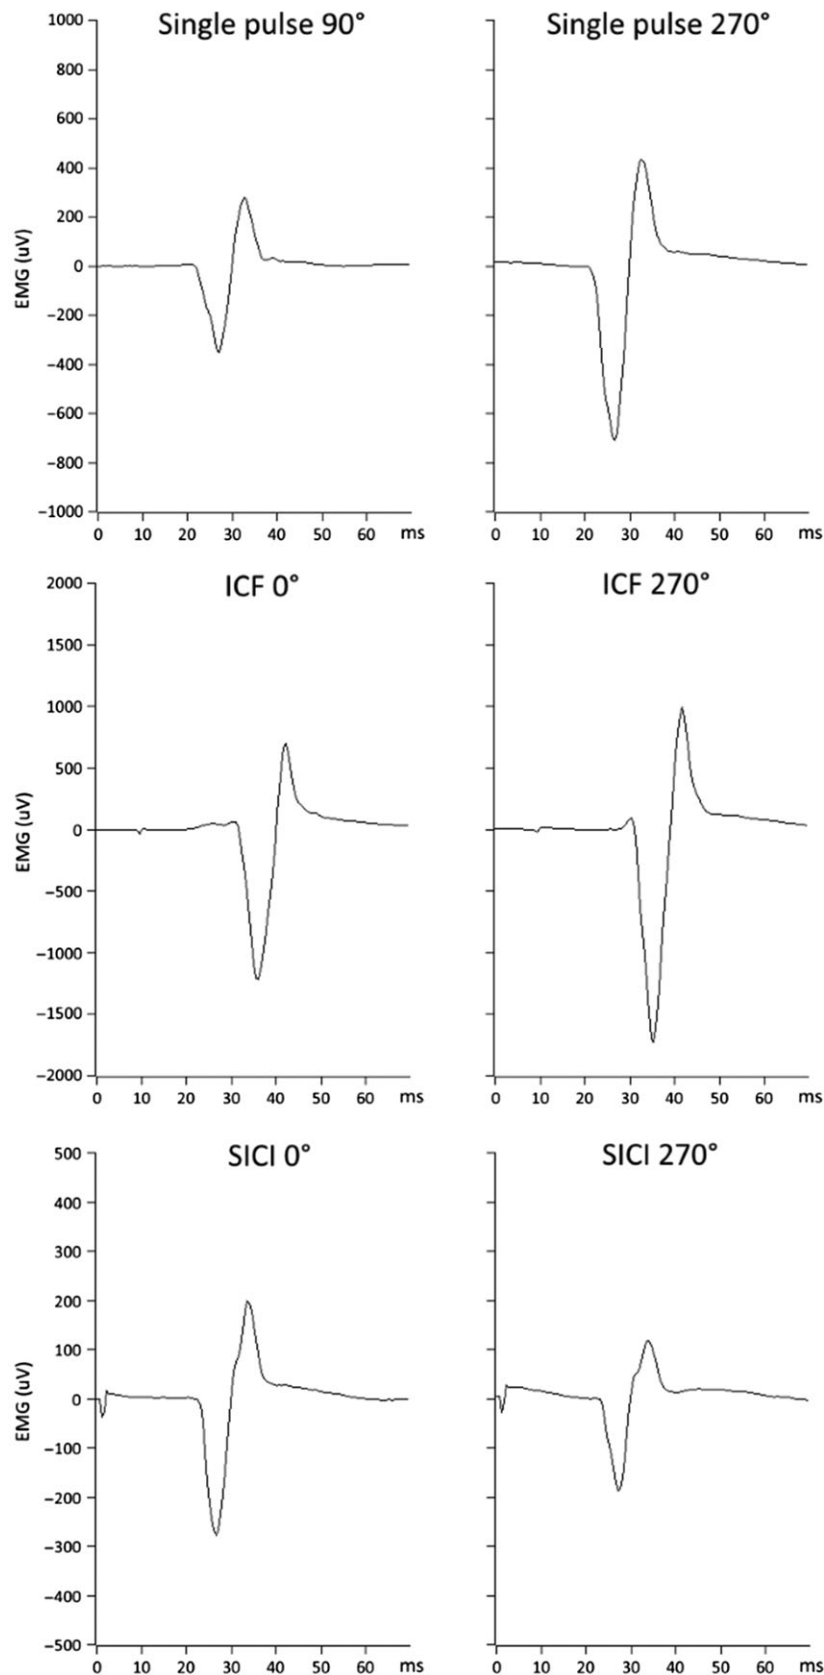 Single pulse 90°
EMG (uV)
1000
800
600
400
200
0
−200
−400
−600
−800
−1000
0 10 20 30 40 50 60 ms
Single pulse 270°
0 10 20 30 40 50 60 ms
ICF 0°
EMG (uV)
2000
1500
1000
500
0
−500
−1000
−1500
−2000
0 10 20 30 40 50 60 ms
ICF 270°
0 10 20 30 40 50 60 ms
SICI 0°
EMG (uV)
500
400
300
200
100
0
−100
−200
−300
−400
−500
0 10 20 30 40 50 60 ms
SICI 270°
0 10 20 30 40 50 60 ms